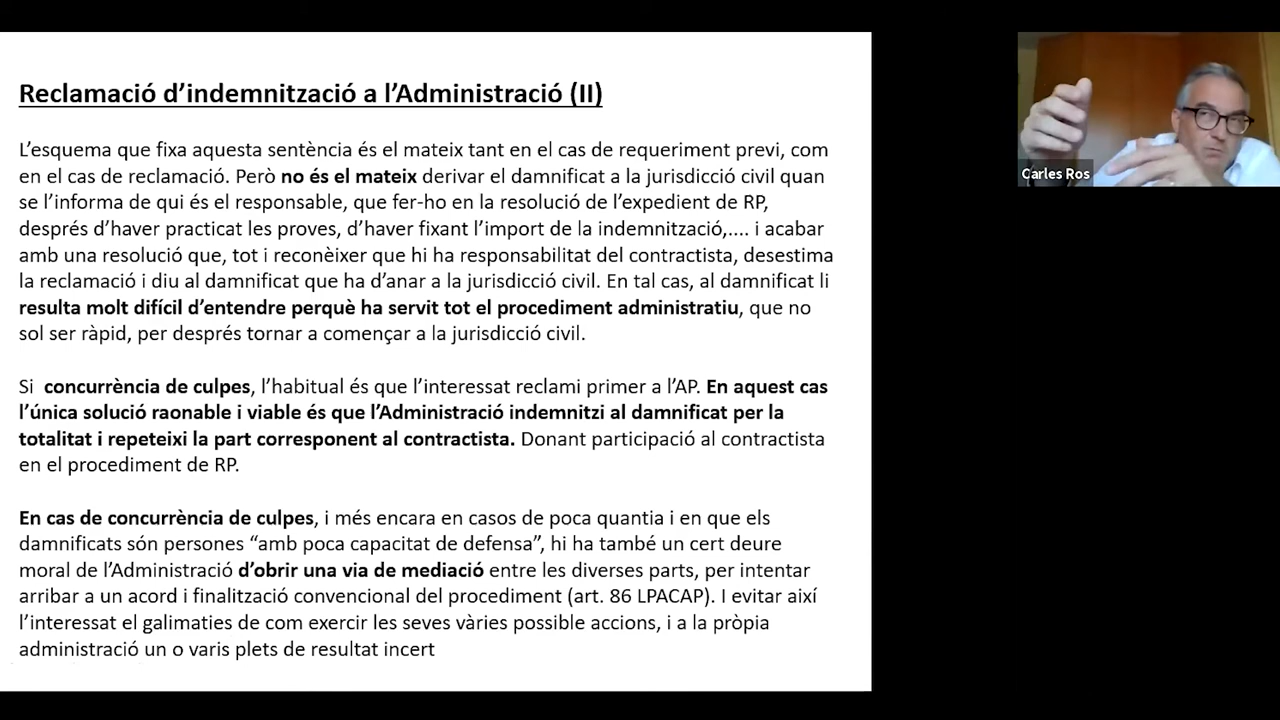 Reclamació d’indemnització a l’Administració (II)
L’esquema que fixa aquesta sentència és el mateix tant en el cas de requeriment previ, com
en el cas de reclamació. Però no és el mateix derivar el damnificat a la jurisdicció civil quan
se l’informa de qui és el responsable, que fer-ho en la resolució de l’expedient de RP,
després d’haver practicat les proves, d’haver fixant l’import de la indemnització,.... i acabar
amb una resolució que, tot i reconèixer que hi ha responsabilitat del contractista, desestima
la reclamació i diu al damnificat que ha d’anar a la jurisdicció civil. En tal cas, al damnificat li
resulta molt difícil d’entendre perquè ha servit tot el procediment administratiu, que no
sol ser ràpid, per després tornar a començar a la jurisdicció civil.
Si  concurrència de culpes, l’habitual és que l’interessat reclami primer a l’AP. En aquest cas
l’única solució raonable i viable és que l’Administració indemnitzi al damnificat per la
totalitat i repeteixi la part corresponent al contractista. Donant participació al contractista
en el procediment de RP.
En cas de concurrència de culpes, i més encara en casos de poca quantia i en que els
damnificats són persones “amb poca capacitat de defensa”, hi ha també un cert deure
moral de l’Administració d’obrir una via de mediació entre les diverses parts, per intentar
arribar a un acord i finalització convencional del procediment (art. 86 LPACAP). I evitar així
l’interessat el galimaties de com exercir les seves vàries possible accions, i a la pròpia
administració un o varis plets de resultat incert
Carles Ros